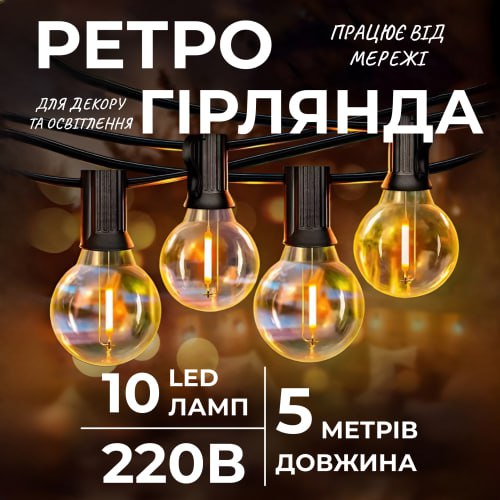 РЕТРО
ПРАЦЮЄ ВІД
МЕРЕЖІ
ДЛЯ ДЕКОРУ
ТА ОСВІТЛЕННЯ
ГІРЛЯНДА
10 LED
ЛАМП
220В
5 МЕТРІВ
ДОВЖИНА